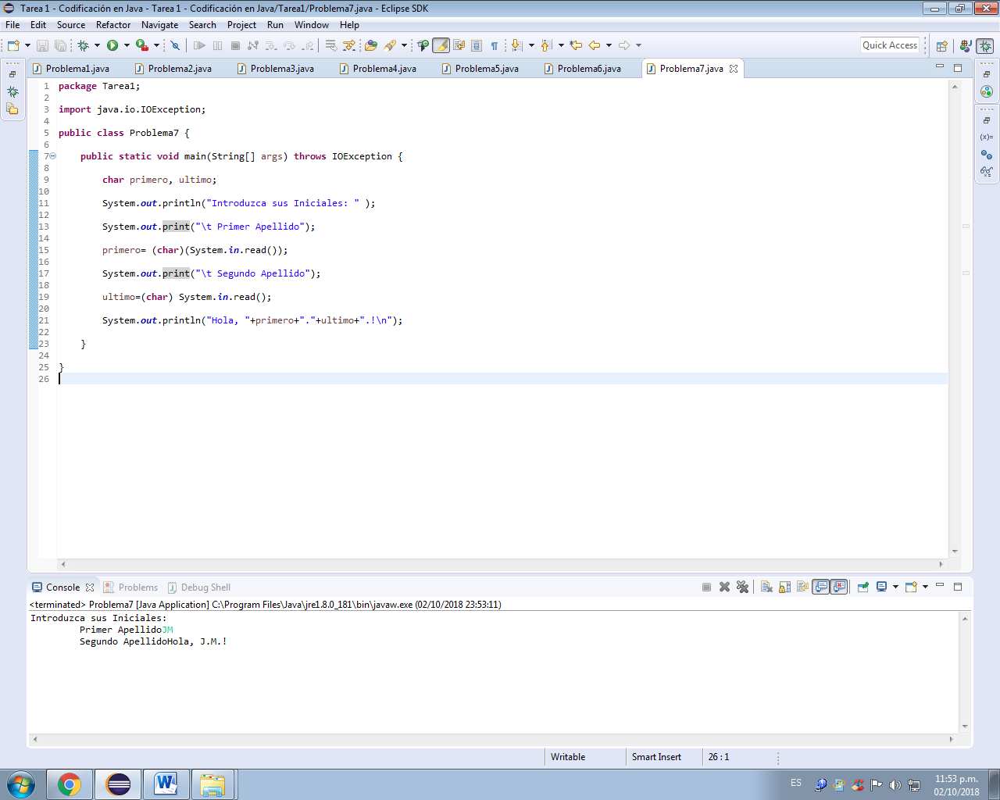 Tarea 1 - Codificación en Java - Tarea 1 - Codificación en Java/Tarea1/Problema7.java - Eclipse SDK
File Edit Source Refactor Navigate Search Project Run Window Help
Quick Access
Problema1.java Problema2.java Problema3.java Problema4.java Problema5.java Problema6.java Problema7.java
1 package Tarea1;
2
3 import java.io.IOException;
4
5 public class Problema7 {
6
7 public static void main(String[] args) throws IOException {
8
9 char primero, ultimo;
10
11 System.out.println("Introduzca sus Iniciales: " );
12
13 System.out.print("\t Primer Apellido");
14
15 primero= (char)(System.in.read());
16
17 System.out.print("\t Segundo Apellido");
18
19 ultimo=(char) System.in.read();
20
21 System.out.println("Hola, "+primero+"."+ultimo+".!\n");
22
23 }
24
25 }
26
Console Problems Debug Shell
<terminated> Problema7 [Java Application] C:\Program Files\Java\jre1.8.0_181\bin\javaw.exe (02/10/2018 23:53:11)
Introduzca sus Iniciales:
Primer ApellidoJM
Segundo ApellidoHola, J.M.!
Writable Smart Insert 26 : 1
ES 11:53 p.m.
02/10/2018